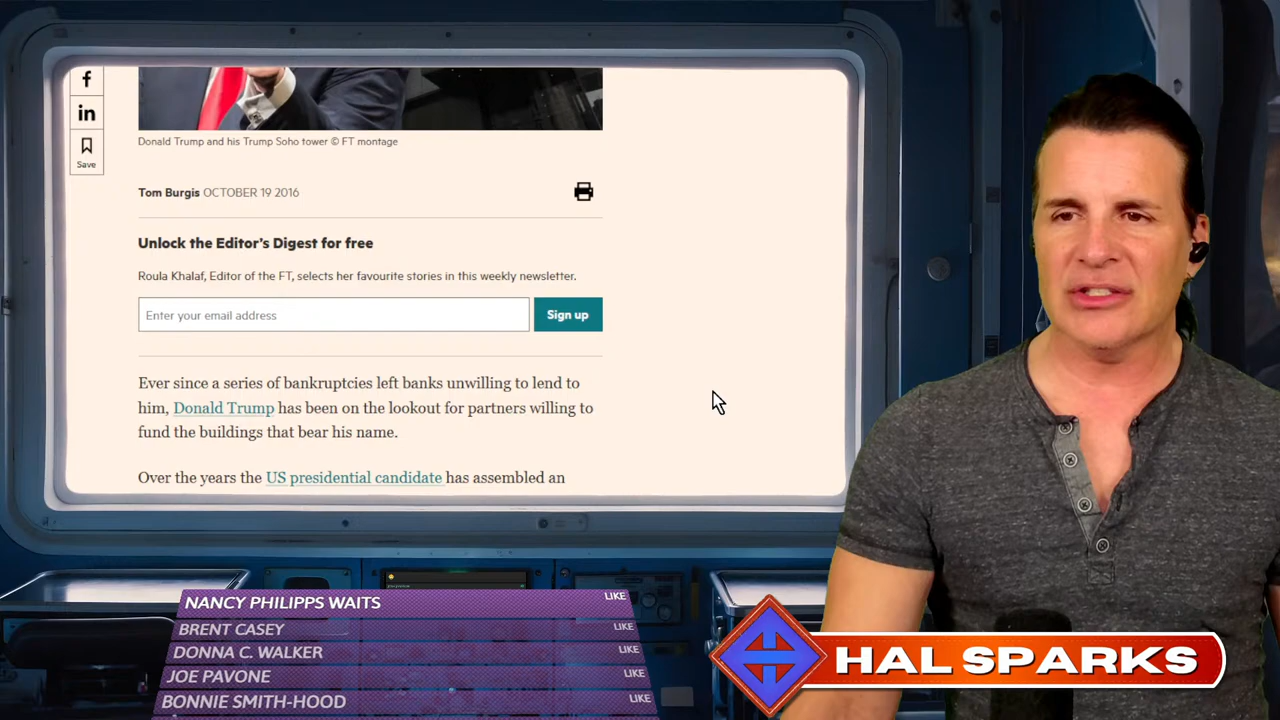 f
in
Save
Donald Trump and his Trump Soho tower © FT montage
Tom Burgis OCTOBER 19 2016
Unlock the Editor's Digest for free
Roula Khalaf, Editor of the FT, selects her favourite stories in this weekly newsletter.
Enter your email address
Sign up
Ever since a series of bankruptcies left banks unwilling to lend to
him, Donald Trump has been on the lookout for partners willing to
fund the buildings that bear his name.
Over the years the US presidential candidate has assembled an
NANCY PHILIPPS WAITS LIKE
BRENT CASEY LIKE
DONNA C. WALKER LIKE
JOE PAVONE LIKE
BONNIE SMITH-HOOD LIKE
HAL SPARKS